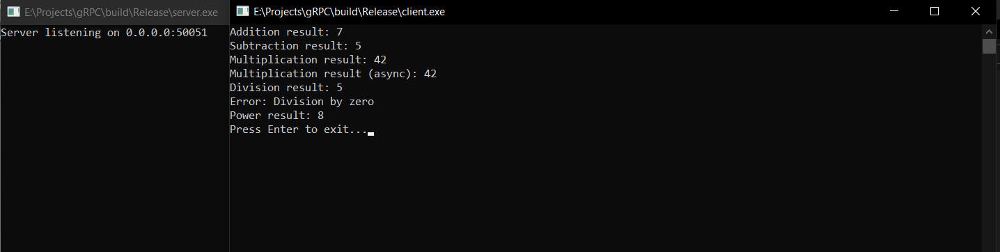 E:\Projects\gRPC\build\Release\server.exe
Server listening on 0.0.0.0:50051
E:\Projects\gRPC\build\Release\client.exe
Addition result: 7
Subtraction result: 5
Multiplication result: 42
Multiplication result (async): 42
Division result: 5
Error: Division by zero
Power result: 8
Press Enter to exit...